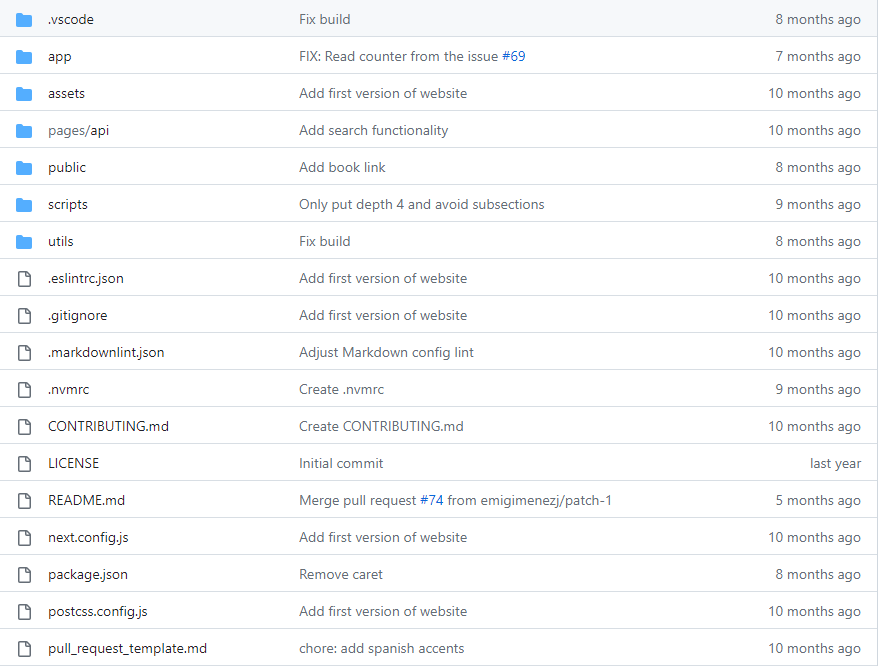 .vscode Fix build 8 months ago
app FIX: Read counter from the issue #69 7 months ago
assets Add first version of website 10 months ago
pages/api Add search functionality 10 months ago
public Add book link 8 months ago
scripts Only put depth 4 and avoid subsections 9 months ago
utils Fix build 8 months ago
.eslintrc.json Add first version of website 10 months ago
.gitignore Add first version of website 10 months ago
.markdownlint.json Adjust Markdown config lint 10 months ago
.nvmrc Create .nvmrc 9 months ago
CONTRIBUTING.md Create CONTRIBUTING.md 10 months ago
LICENSE Initial commit last year
README.md Merge pull request #74 from emigimenezj/patch-1 5 months ago
next.config.js Add first version of website 10 months ago
package.json Remove caret 8 months ago
postcss.config.js Add first version of website 10 months ago
pull_request_template.md chore: add spanish accents 10 months ago